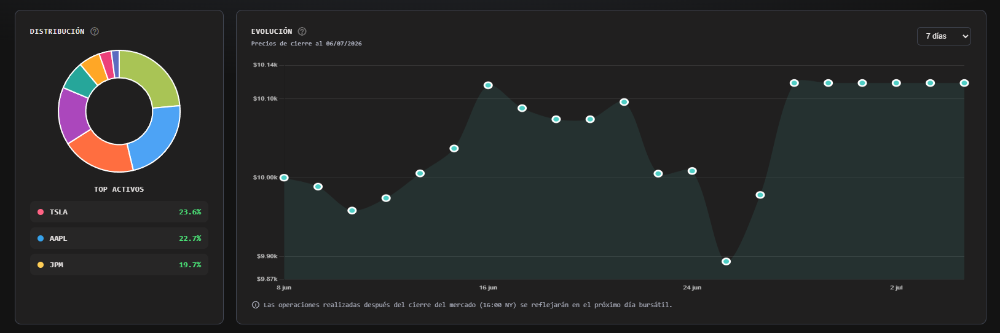 DISTRIBUCIÓN ?
TOP ACTIVOS
TSLA 23.6%
AAPL 22.7%
JPM 19.7%
EVOLUCIÓN ?
Precios de cierre al 06/07/2026
7 días
$10.14k
$10.10k
$10.00k
$9.90k
$9.87k
8 jun 16 jun 24 jun 2 jul
Las operaciones realizadas después del cierre del mercado (16:00 NY) se reflejarán en el próximo día bursátil.